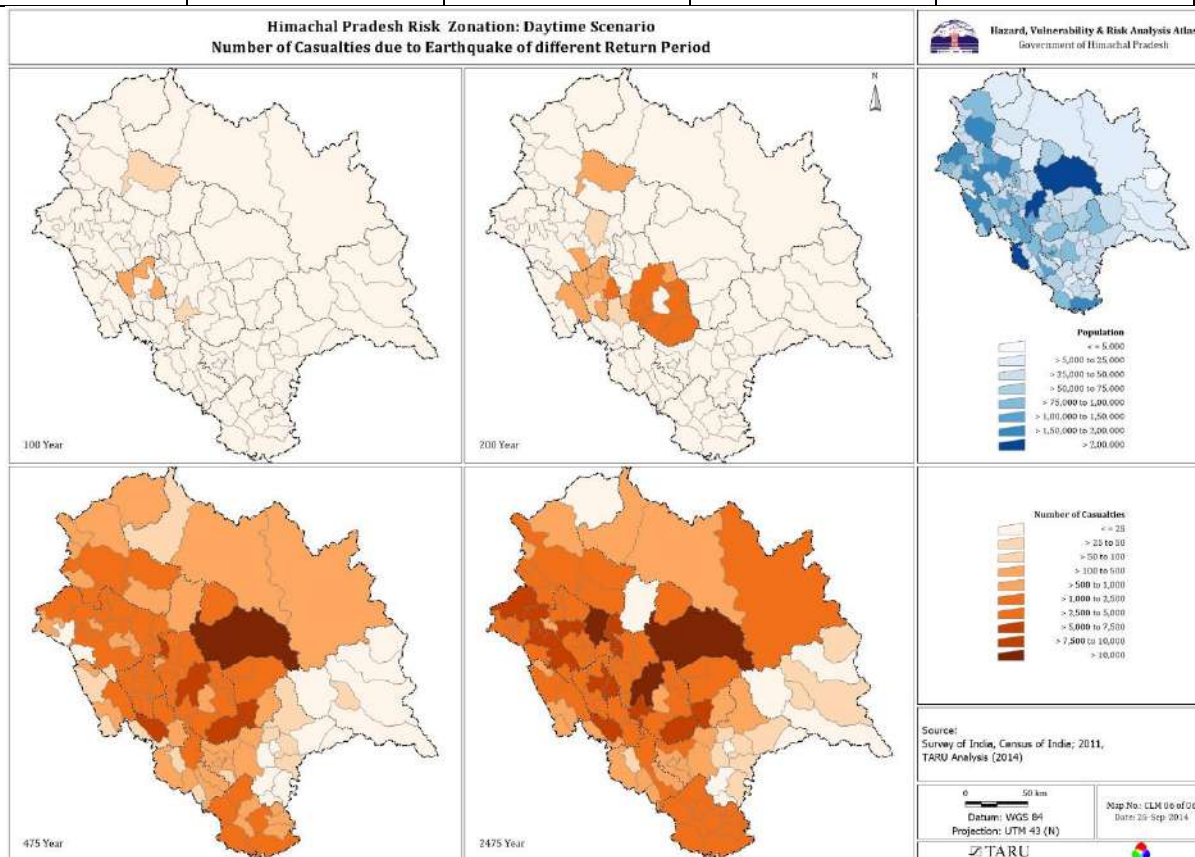 Himachal Pradesh Risk Zonation: Daytime Scenario
Number of Casualties due to Earthquake of different Return Period
Hazard, Vulnerability & Risk Analysis Atlas
Government of Himachal Pradesh
N
100 Year
200 Year
Population
< = 5,000
> 5,000 to 25,000
> 25,000 to 50,000
> 50,000 to 75,000
> 75,000 to 1,00,000
> 1,00,000 to 1,50,000
> 1,50,000 to 2,00,000
> 2,00,000
475 Year
2475 Year
Number of Casualties
< = 25
> 25 to 50
> 50 to 100
> 100 to 500
> 500 to 1,000
> 1,000 to 2,500
> 2,500 to 5,000
> 5,000 to 7,500
> 7,500 to 10,000
> 10,000
Source:
Survey of India, Census of India; 2011,
TARU Analysis (2014)
0 50 km
Datum: WGS 84
Projection: UTM 43 (N)
Map No.: CLM 06 of 06
Date: 25-Sep 2014
TARU